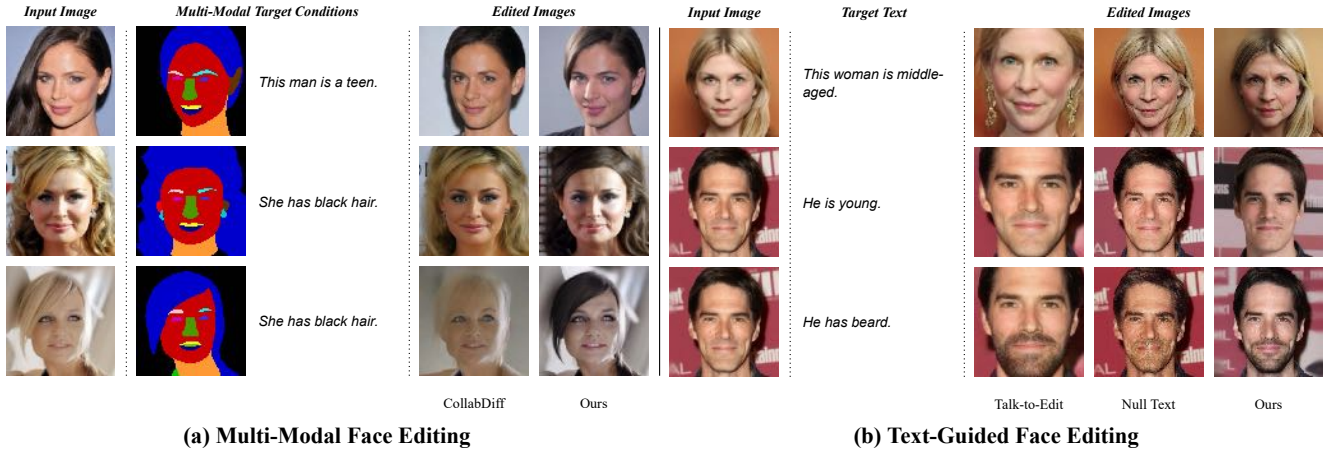 Input Image
Multi-Modal Target Conditions
Edited Images
Input Image
Target Text
Edited Images
This man is a teen.
This woman is middle-
aged.
She has black hair.
He is young.
She has black hair.
He has beard.
CollabDiff
Ours
Talk-to-Edit
Null Text
Ours
(a) Multi-Modal Face Editing
(b) Text-Guided Face Editing